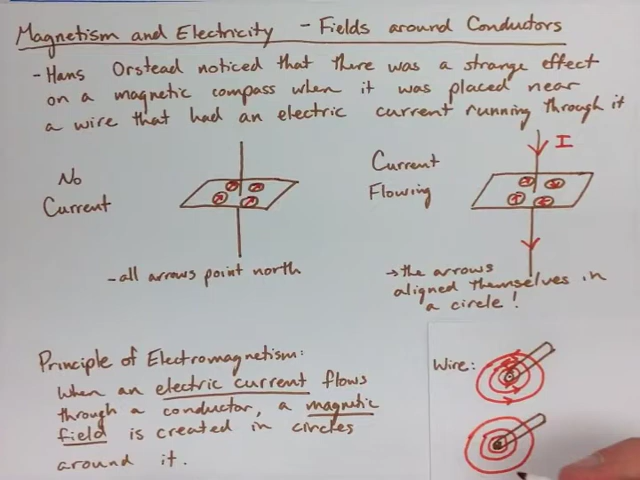 Magnetism and Electricity - Fields around Conductors
- Hans Orstead noticed that there was a strange effect
on a magnetic compass when it was placed near
a wire that had an electric current running through it
No
Current
- all arrows point north
Current
Flowing
I
→ the arrows
aligned themselves in
a circle!
Principle of Electromagnetism:
When an electric current flows
through a conductor, a magnetic
field is created in circles
around it.
Wire: